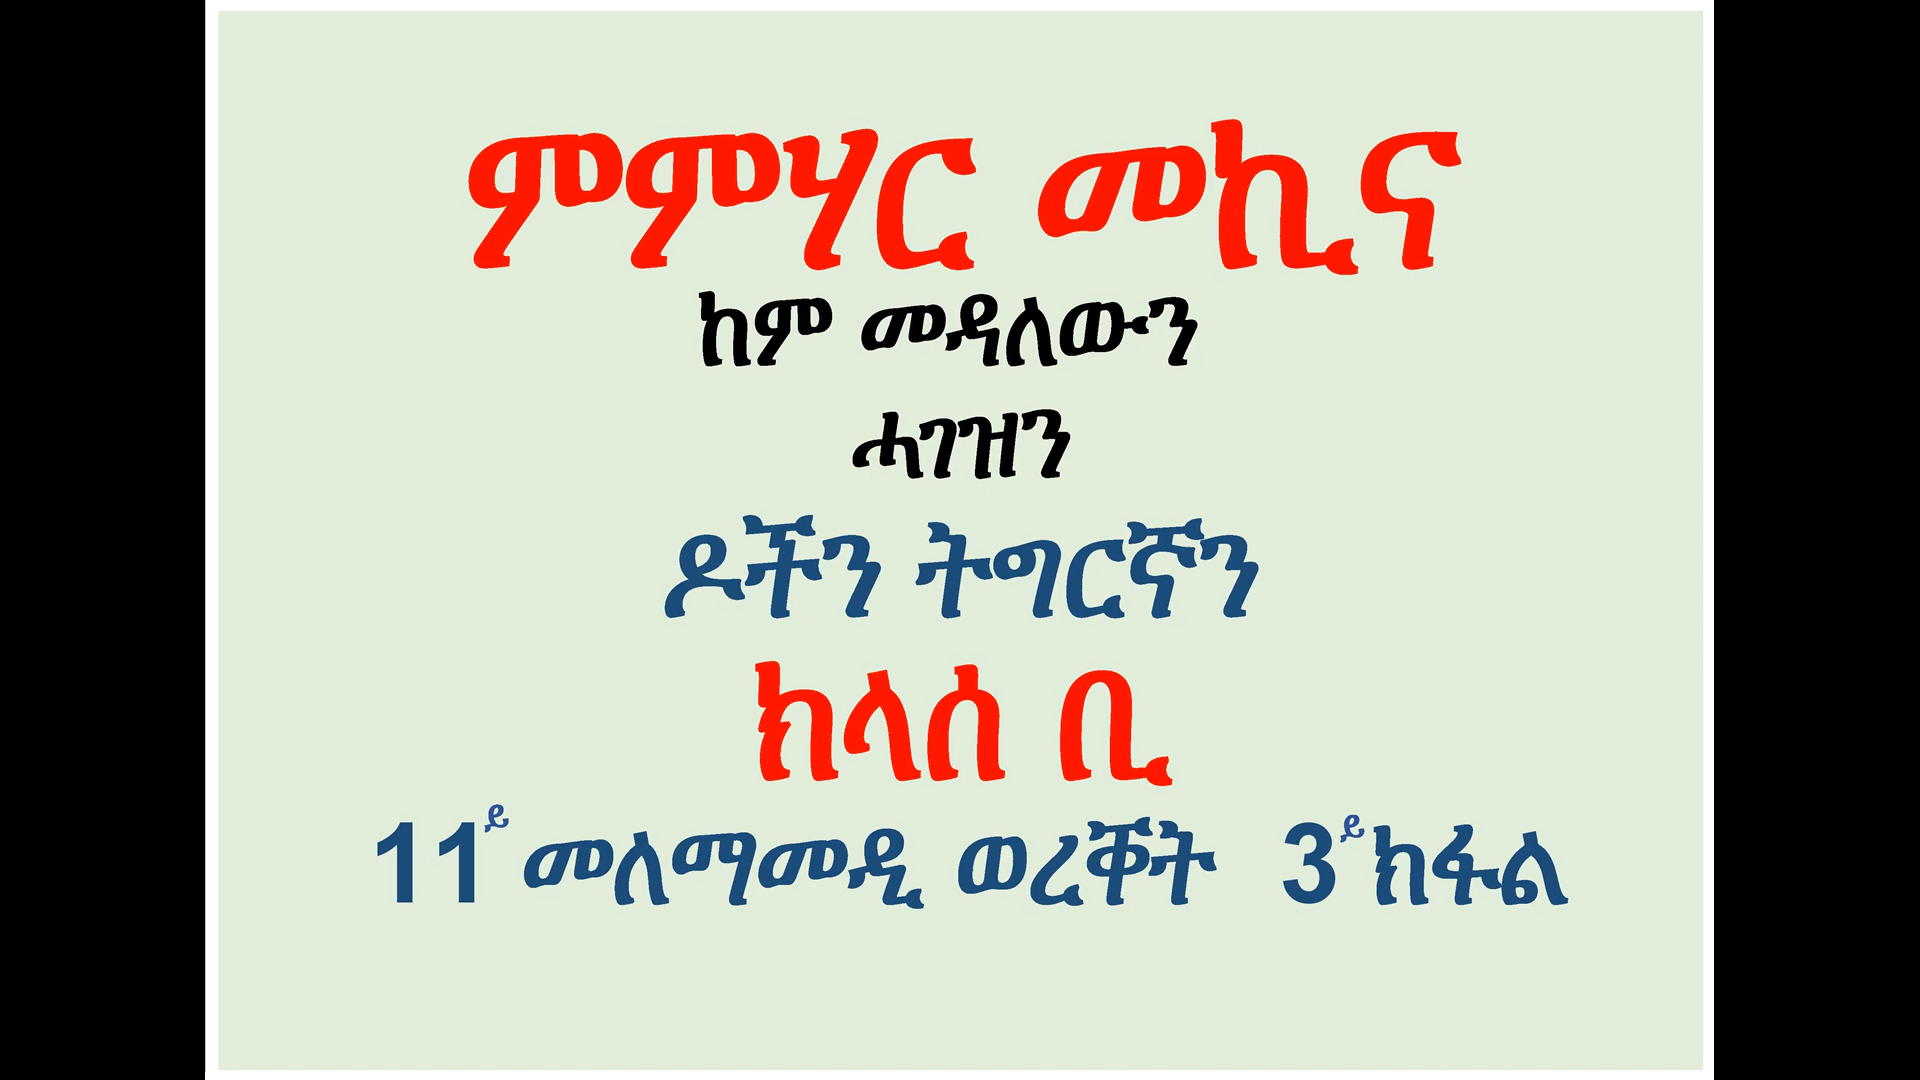 ምምሃር መኪና
ከም መዳለውን
ሓገዝን
ዶችን ትግርኛን
ክላሰ ቢ
11ይ መለማመዲ ወረቐት 3ይ ክፋል